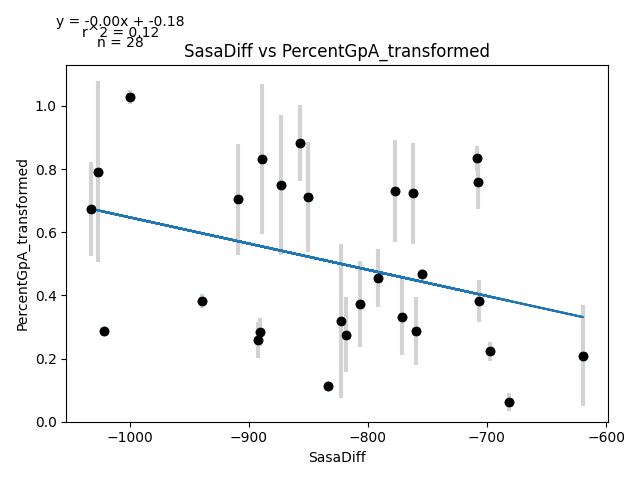 y = -0.00x + -0.18
r^2 = 0.12
n = 28
SasaDiff vs PercentGpA_transformed
PercentGpA_transformed
1.0
0.8
0.6
0.4
0.2
0.0
−1000
−900
−800
−700
−600
SasaDiff